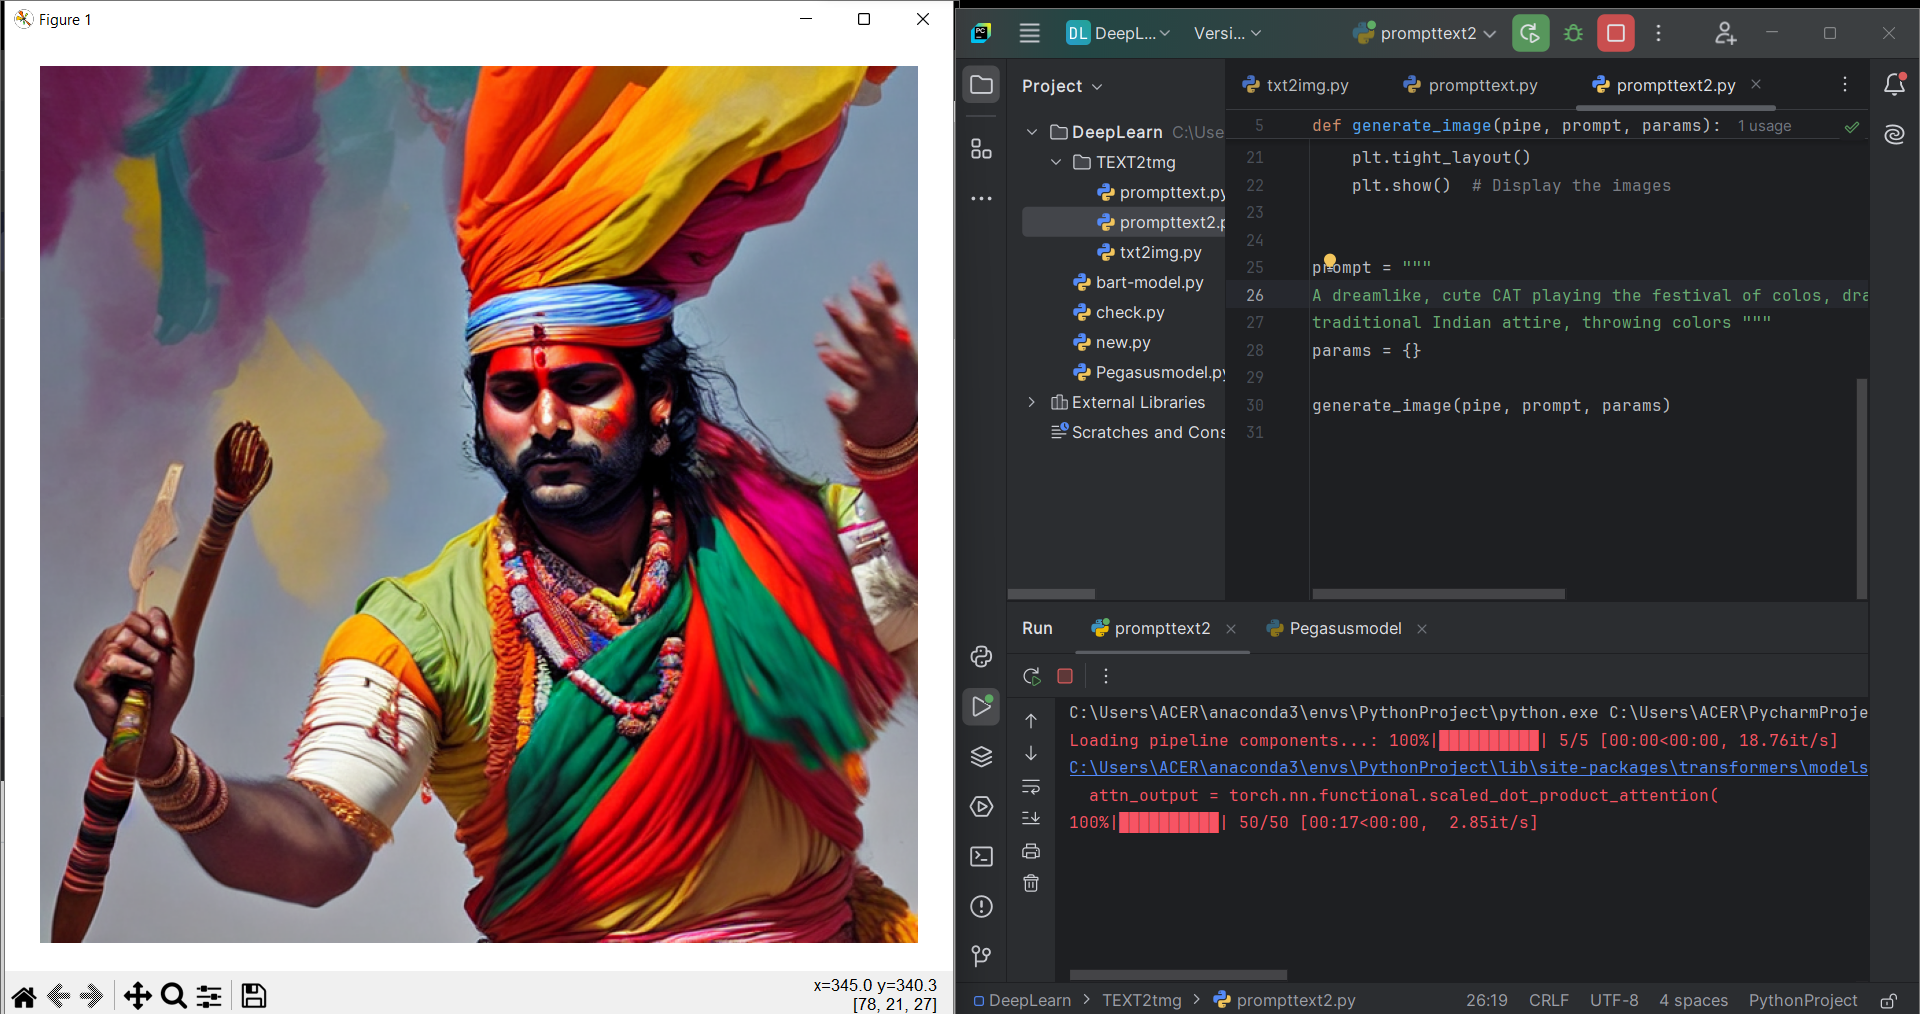 Figure 1
x=345.0 y=340.3
[78, 21, 27]
DL DeepL...
Versi...
prompttext2
Project
txt2img.py
prompttext.py
prompttext2.py
DeepLearn C:\Use
TEXT2tmg
prompttext.py
prompttext2.p
txt2img.py
bart-model.py
check.py
new.py
Pegasusmodel.py
External Libraries
Scratches and Cons
5 def generate_image(pipe, prompt, params): 1 usage
21 plt.tight_layout()
22 plt.show() # Display the images
23
24
25 prompt = """
26 A dreamlike, cute CAT playing the festival of colos, dra
27 traditional Indian attire, throwing colors """
28 params = {}
29
30 generate_image(pipe, prompt, params)
31
Run prompttext2 Pegasusmodel
C:\Users\ACER\anaconda3\envs\PythonProject\python.exe C:\Users\ACER\PycharmProje
Loading pipeline components...: 100%|██████████| 5/5 [00:00<00:00, 18.76it/s]
C:\Users\ACER\anaconda3\envs\PythonProject\lib\site-packages\transformers\models
attn_output = torch.nn.functional.scaled_dot_product_attention(
100%|██████████| 50/50 [00:17<00:00, 2.85it/s]
DeepLearn > TEXT2tmg > prompttext2.py
26:19 CRLF UTF-8 4 spaces PythonProject